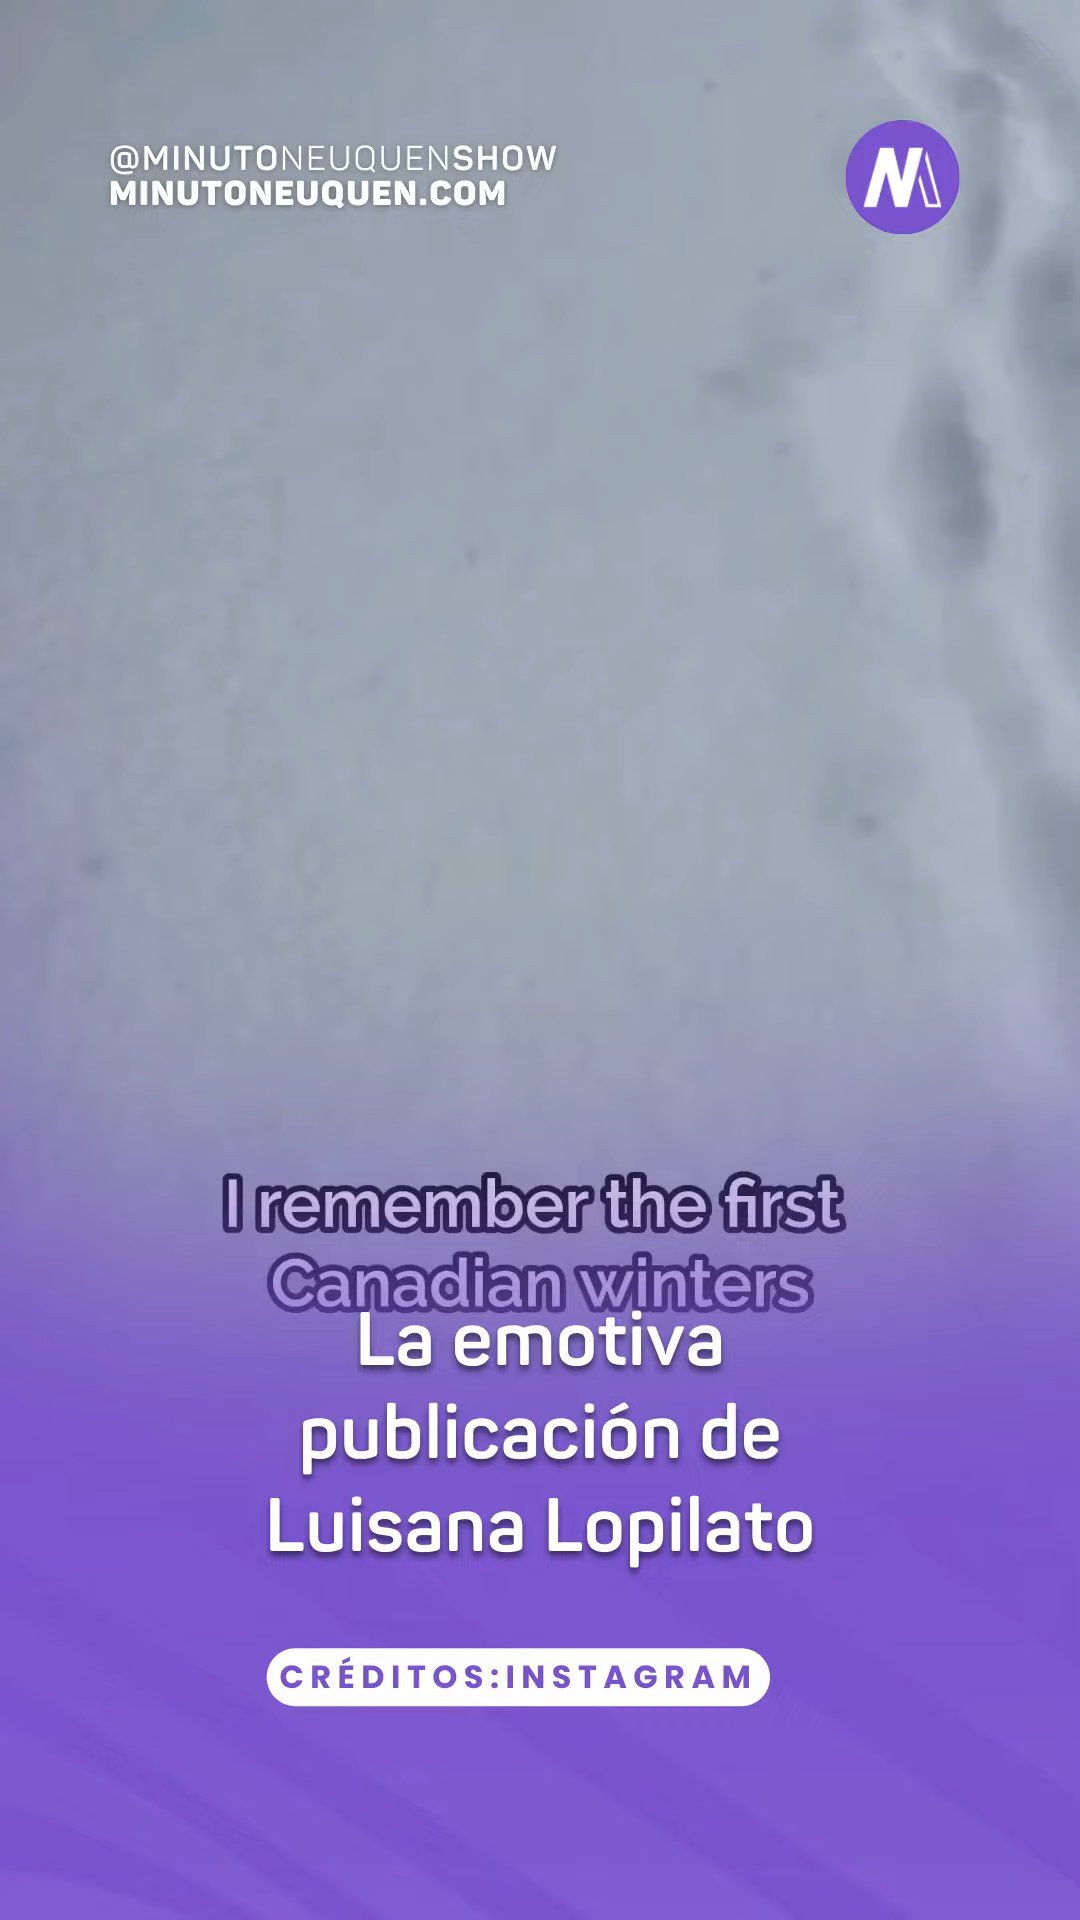 @MINUTONEUQUENSHOW
MINUTONEUQUEN.COM
I remember the first
Canadian winters
La emotiva
publicación de
Luisana Lopilato
CRÉDITOS:INSTAGRAM